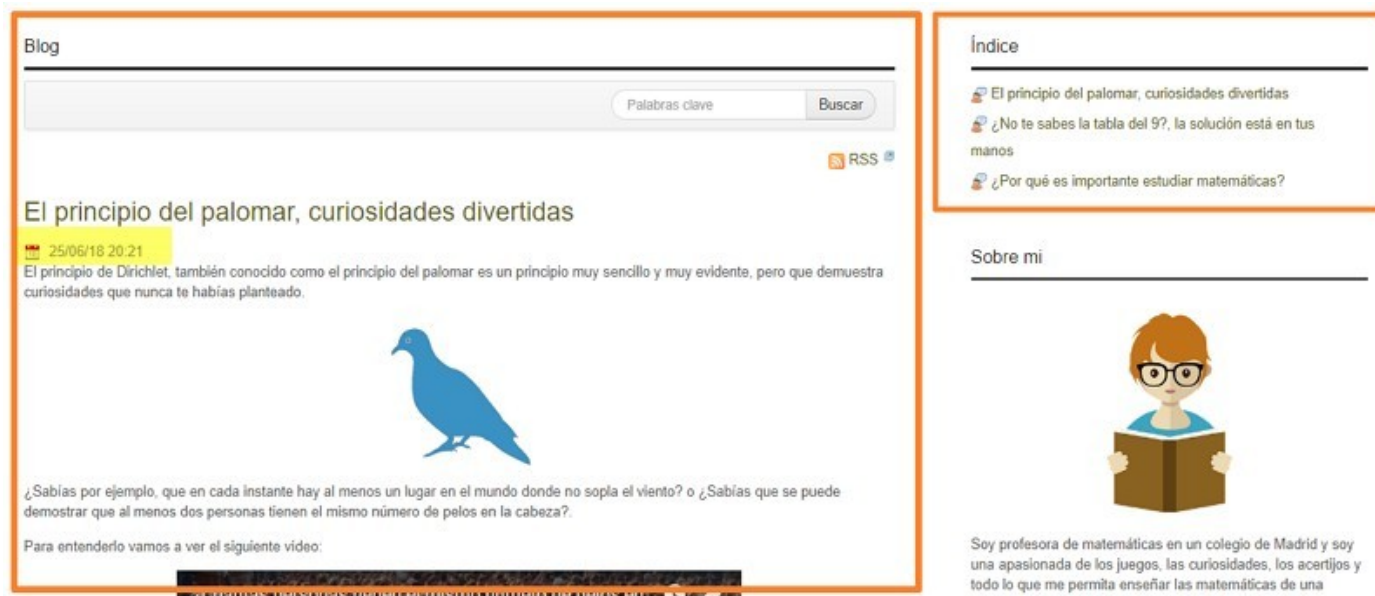 Blog
Palabras clave
Buscar
RSS
El principio del palomar, curiosidades divertidas
25/06/18 20:21
El principio de Dirichlet, también conocido como el principio del palomar es un principio muy sencillo y muy evidente, pero que demuestra
curiosidades que nunca te habías planteado.
¿Sabías por ejemplo, que en cada instante hay al menos un lugar en el mundo donde no sopla el viento? o ¿Sabías que se puede
demostrar que al menos dos personas tienen el mismo número de pelos en la cabeza?.
Para entenderlo vamos a ver el siguiente video:
Índice
El principio del palomar, curiosidades divertidas
¿No te sabes la tabla del 9?, la solución está en tus
manos
¿Por qué es importante estudiar matemáticas?
Sobre mi
Soy profesora de matemáticas en un colegio de Madrid y soy
una apasionada de los juegos, las curiosidades, los acertijos y
todo lo que me permita enseñar las matemáticas de una